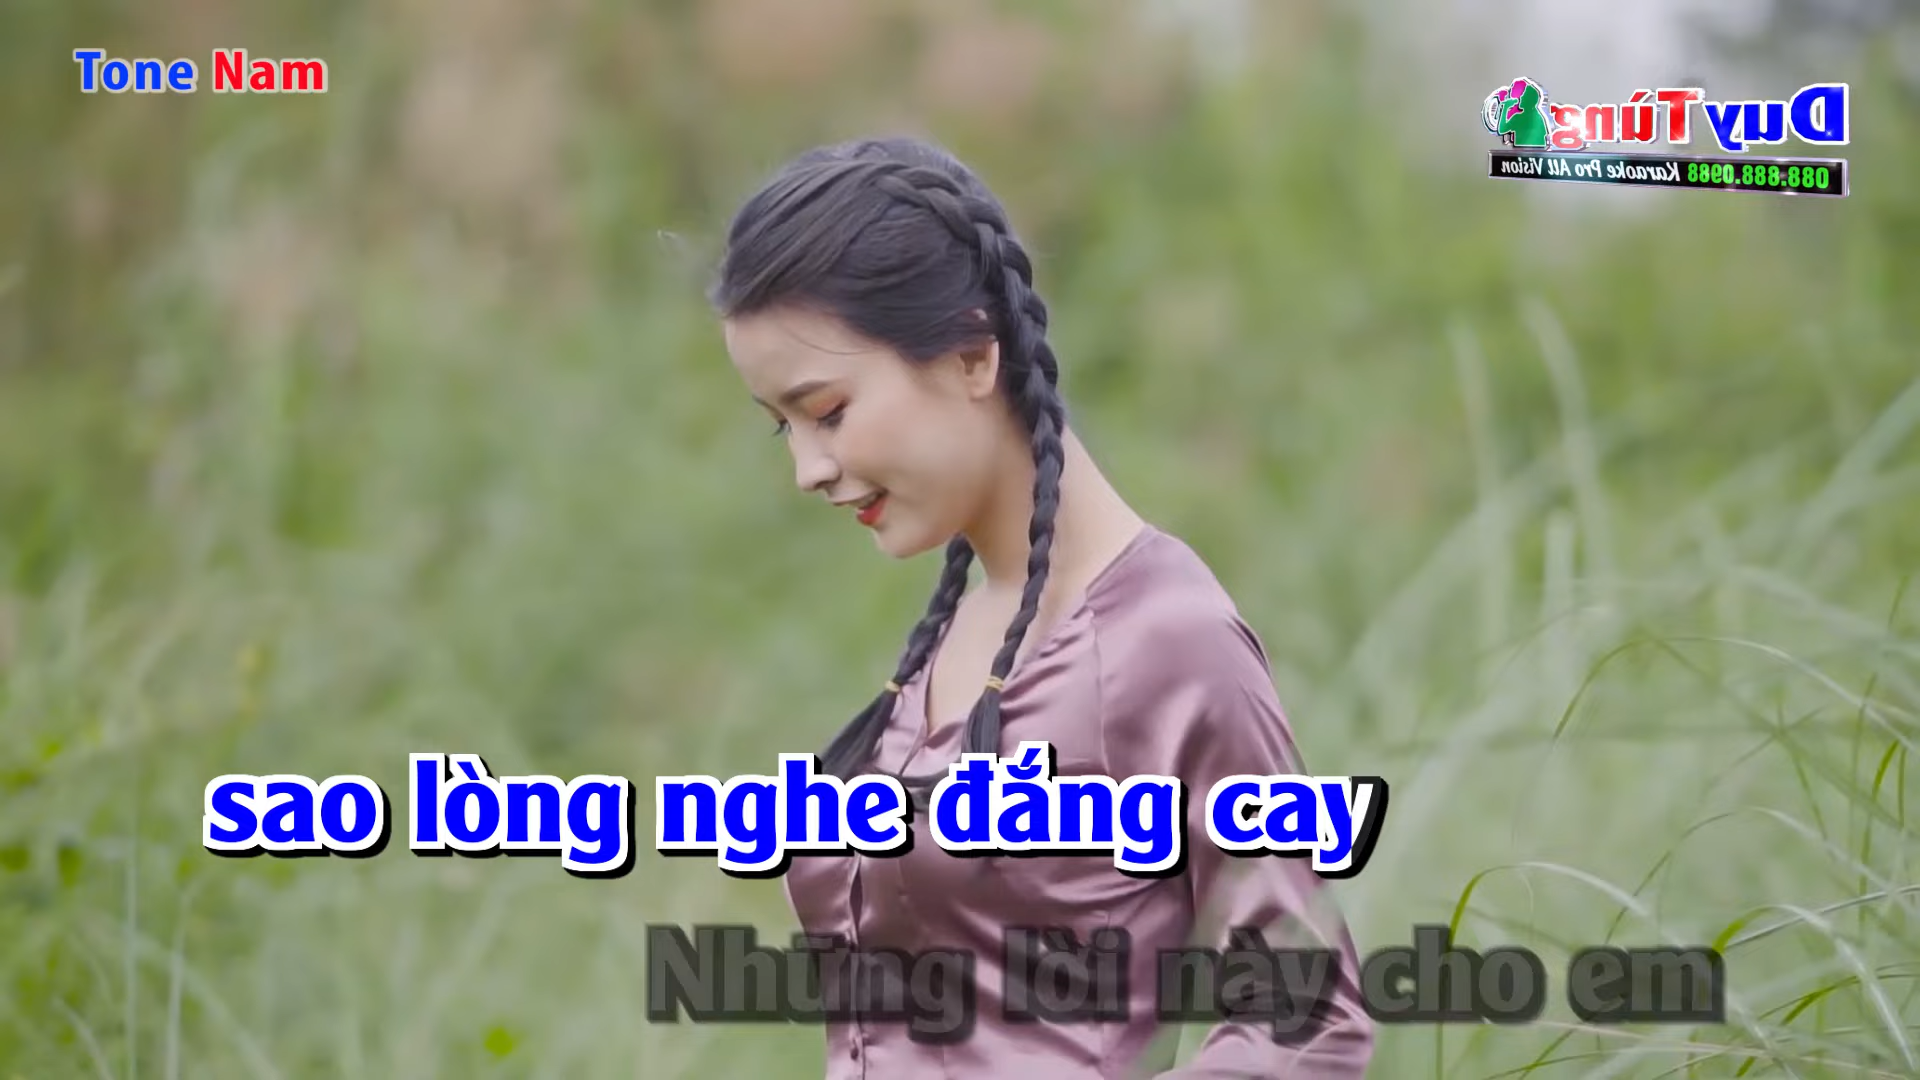 Tone Nam
Duy Túng
088.888.0988 Karaoke Pro All Vision
sao lòng nghe đắng cay
Những lời này cho em